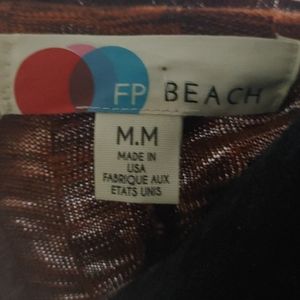 FP BEACH
M.M
MADE IN
USA
FABRIQUE AUX
ETATS UNIS